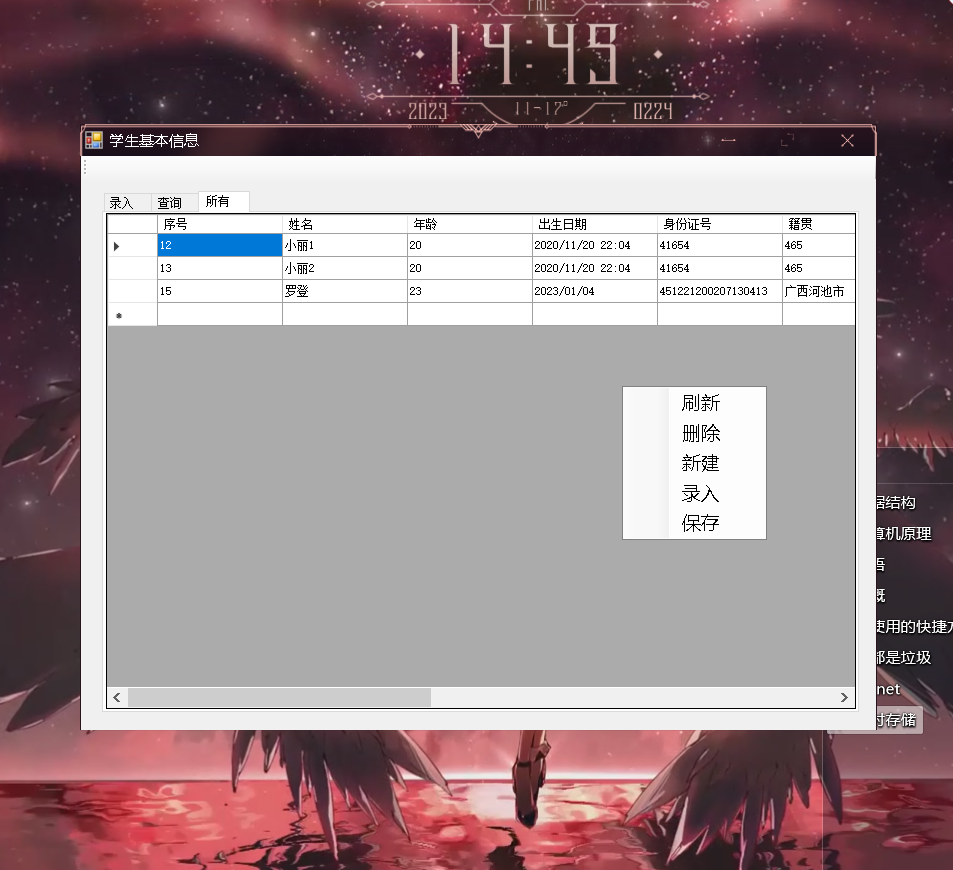 14:45
2023
11-17°
0224
学生基本信息
录入 查询 所有
序号 姓名 年龄 出生日期 身份证号 籍贯
12 小丽1 20 2020/11/20 22:04 41654 465
13 小丽2 20 2020/11/20 22:04 41654 465
15 罗登 23 2023/01/04 451221200207130413 广西河池市
刷新
删除
新建
录入
保存
结构
机原理
使用的快捷
都是垃圾
net
时存储